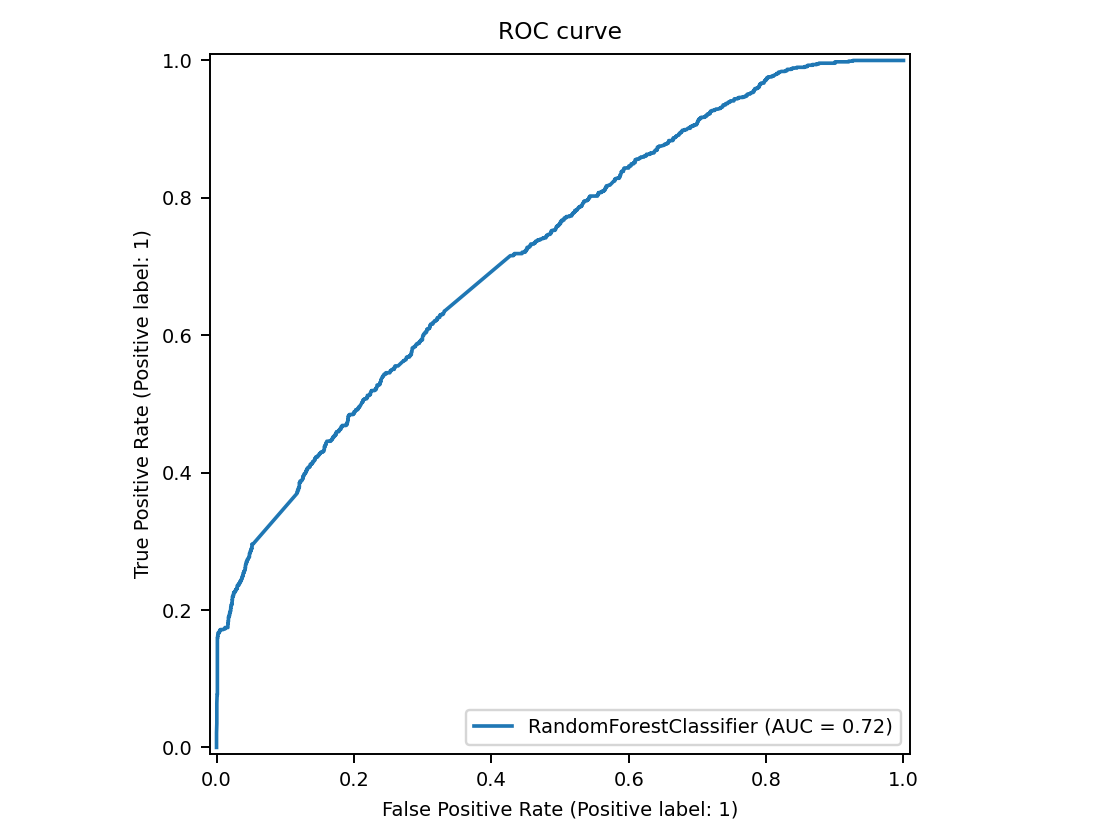 ROC curve
True Positive Rate (Positive label: 1)
1.0
0.8
0.6
0.4
0.2
0.0
RandomForestClassifier (AUC = 0.72)
0.0 0.2 0.4 0.6 0.8 1.0
False Positive Rate (Positive label: 1)